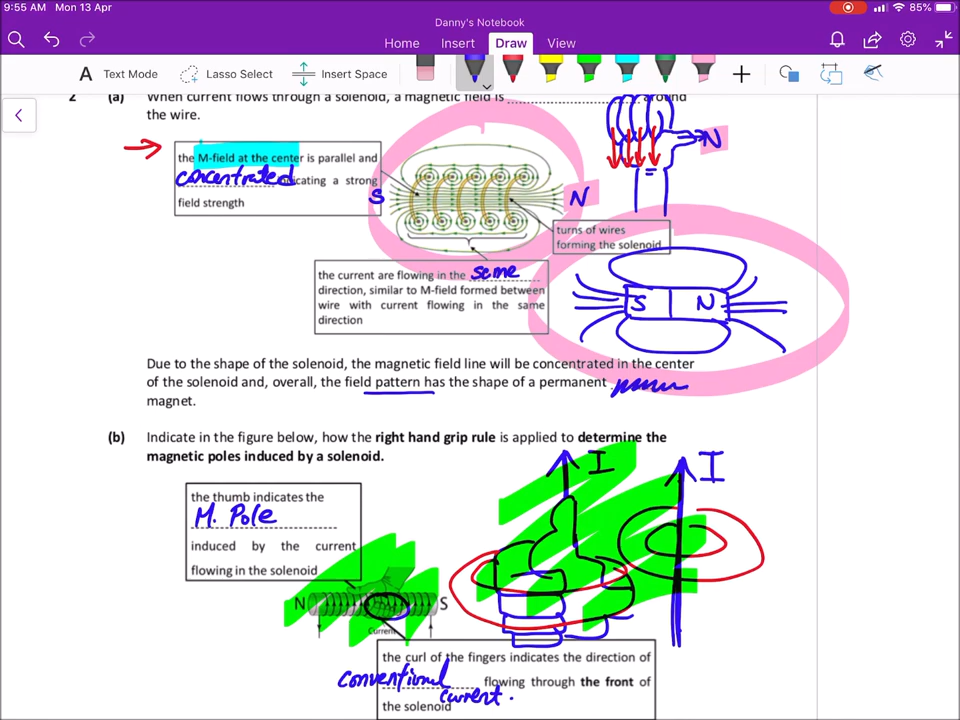 9:55 AM Mon 13 Apr
85%
Danny's Notebook
Home Insert Draw View
A Text Mode Lasso Select Insert Space
2 (a) When current flows through a solenoid, a magnetic field is ........ around
the wire.
the M-field at the center is parallel and
concentrated indicating a strong
field strength
S
N
N
turns of wires
forming the solenoid
the current are flowing in the same
direction, similar to M-field formed between
wire with current flowing in the same
direction
S N
Due to the shape of the solenoid, the magnetic field line will be concentrated in the center
of the solenoid and, overall, the field pattern has the shape of a permanent
magnet.
(b) Indicate in the figure below, how the right hand grip rule is applied to determine the
magnetic poles induced by a solenoid.
I
I
the thumb indicates the
M. Pole
induced by the current
flowing in the solenoid
N S
Current
the curl of the fingers indicates the direction of
conventional current. flowing through the front of
the solenoid